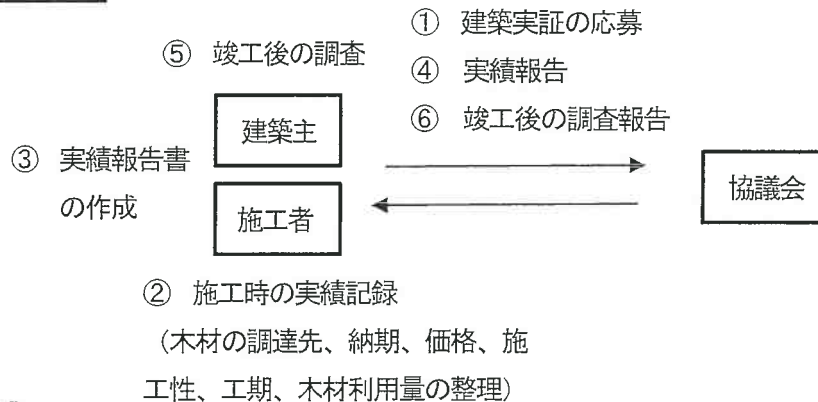 ① 建築実証の応募
⑤ 竣工後の調査
④ 実績報告
⑥ 竣工後の調査報告
建築主
③ 実績報告書
の作成
協議会
施工者
② 施工時の実績記録
(木材の調達先、納期、価格、施
工性、工期、木材利用量の整理)